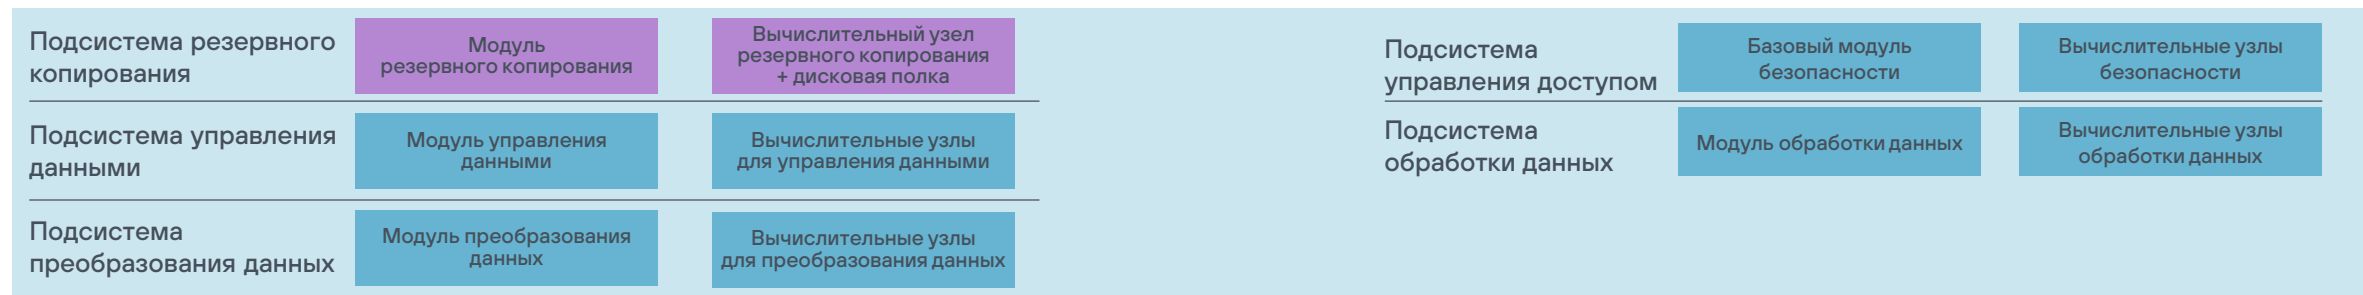 Подсистема резервного
копирования
Модуль
резервного копирования
Вычислительный узел
резервного копирования
+ дисковая полка
Подсистема управления
данными
Модуль управления
данными
Вычислительные узлы
для управления данными
Подсистема
преобразования данных
Модуль преобразования
данных
Вычислительные узлы
для преобразования данных
Подсистема
управления доступом
Базовый модуль
безопасности
Вычислительные узлы
безопасности
Подсистема
обработки данных
Модуль обработки данных
Вычислительные узлы
обработки данных